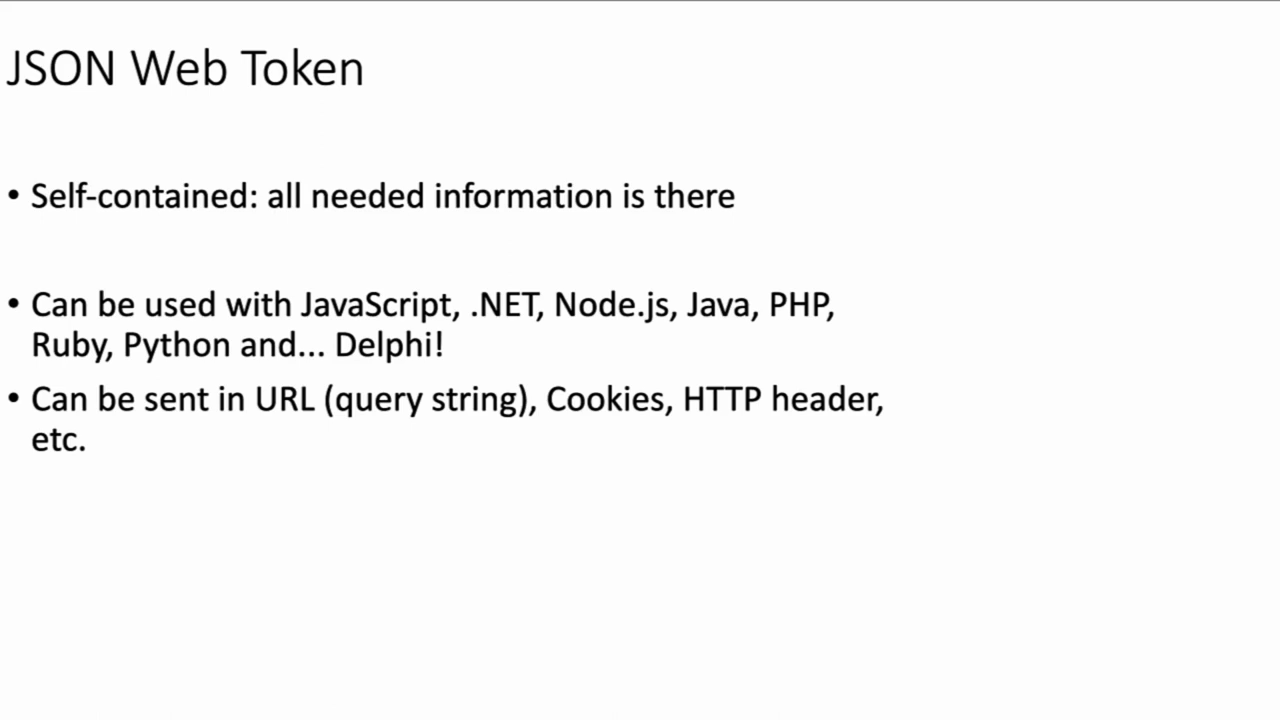 JSON Web Token
• Self-contained: all needed information is there
• Can be used with JavaScript, .NET, Node.js, Java, PHP,
Ruby, Python and... Delphi!
• Can be sent in URL (query string), Cookies, HTTP header,
etc.